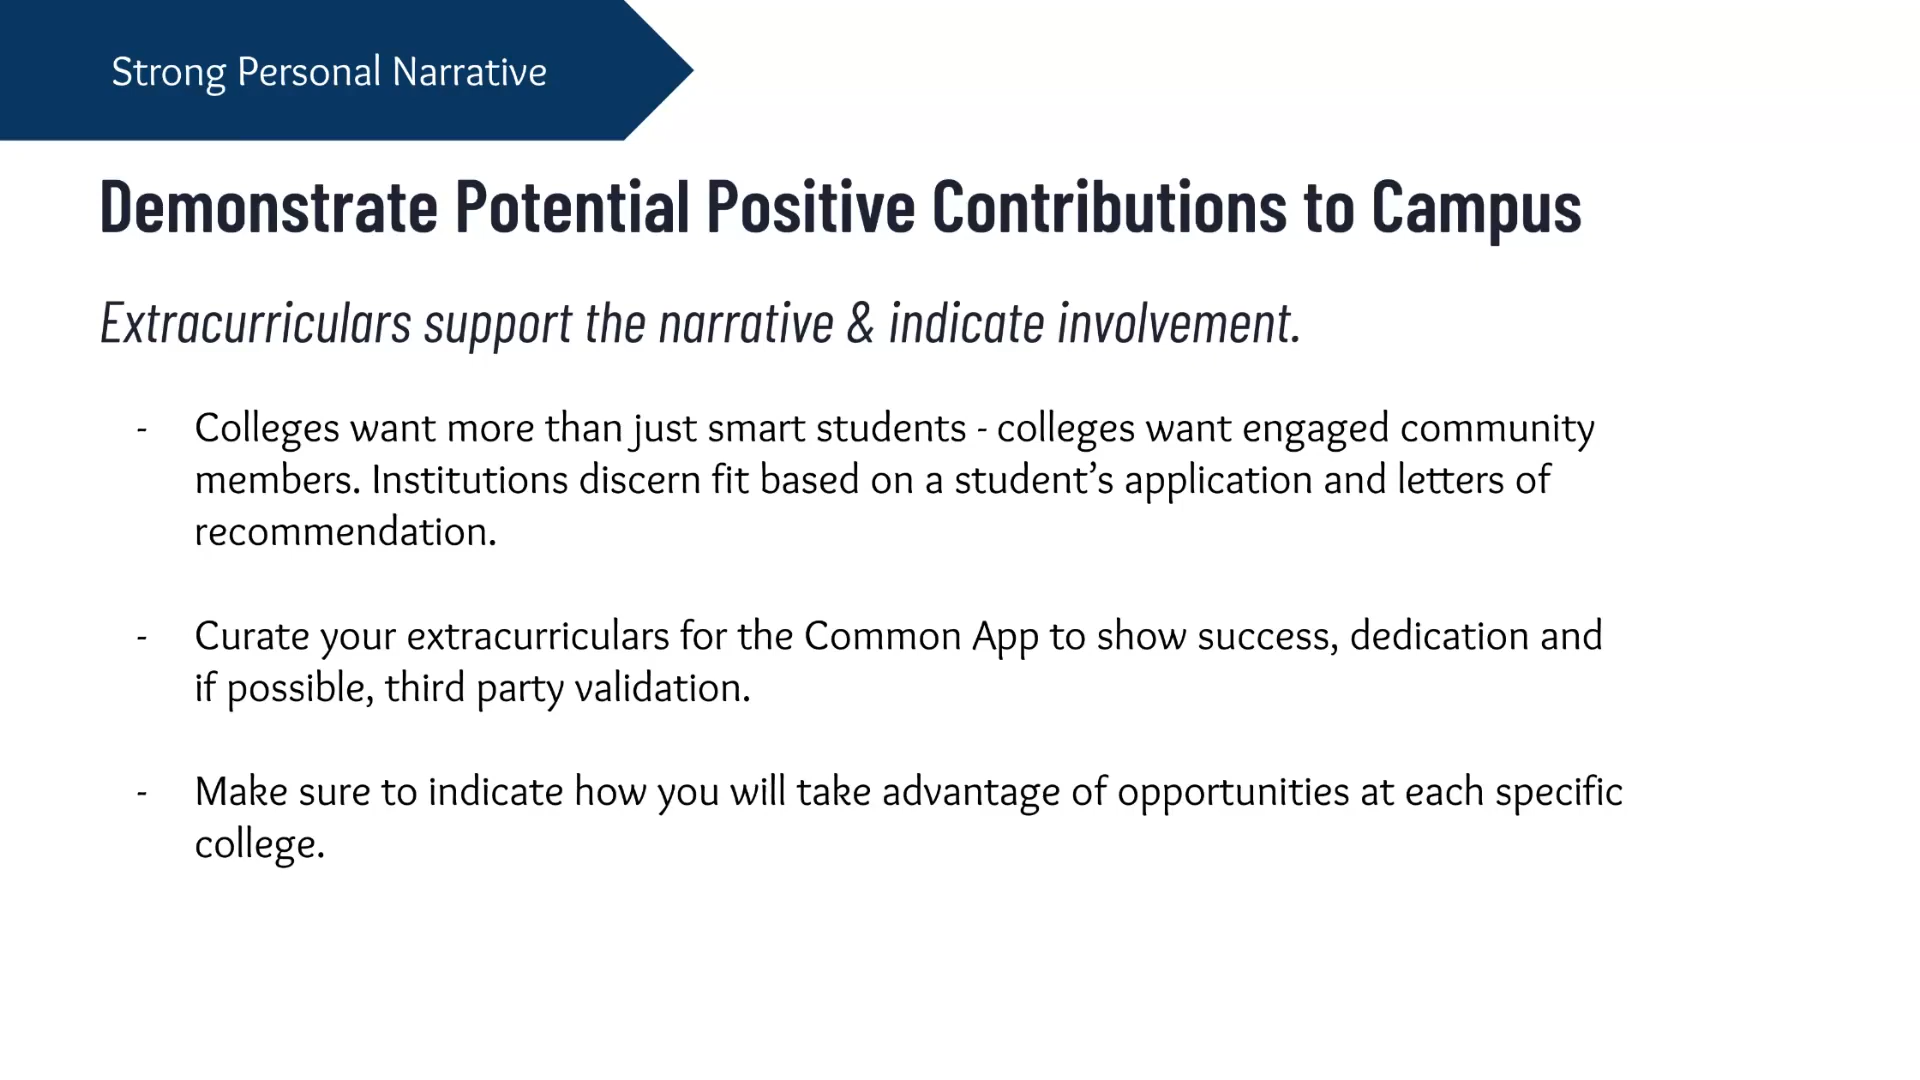 Strong Personal Narrative
Demonstrate Potential Positive Contributions to Campus
Extracurriculars support the narrative & indicate involvement.
- Colleges want more than just smart students - colleges want engaged community
members. Institutions discern fit based on a student’s application and letters of
recommendation.
- Curate your extracurriculars for the Common App to show success, dedication and
if possible, third party validation.
- Make sure to indicate how you will take advantage of opportunities at each specific
college.